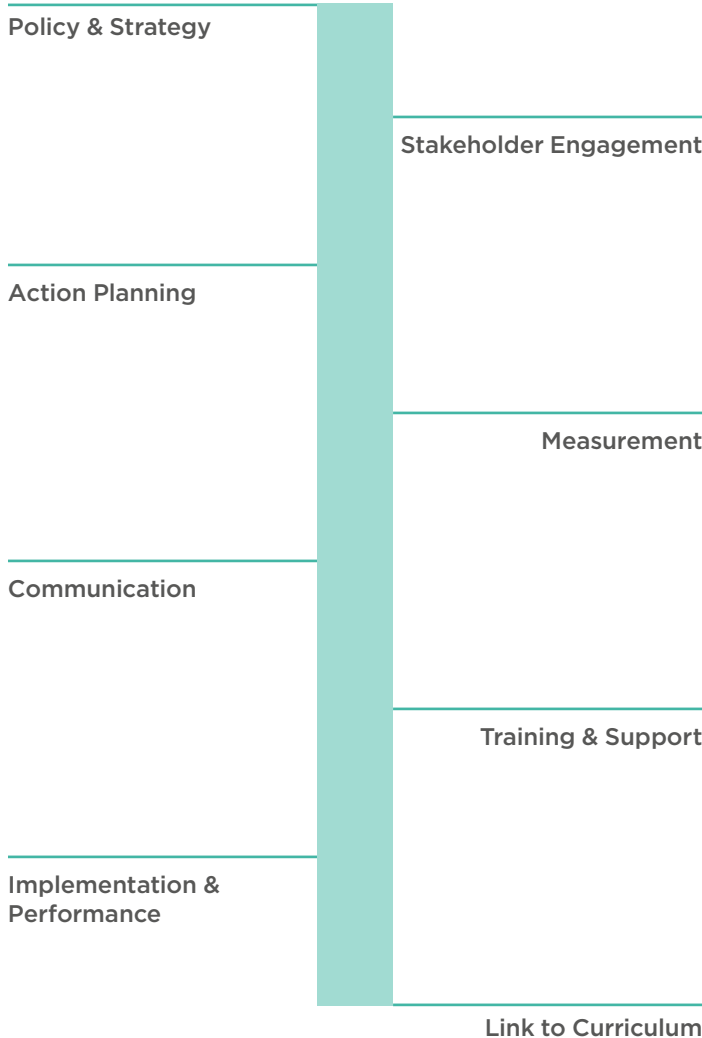 Policy & Strategy
Stakeholder Engagement
Action Planning
Measurement
Communication
Training & Support
Implementation &
Performance
Link to Curriculum